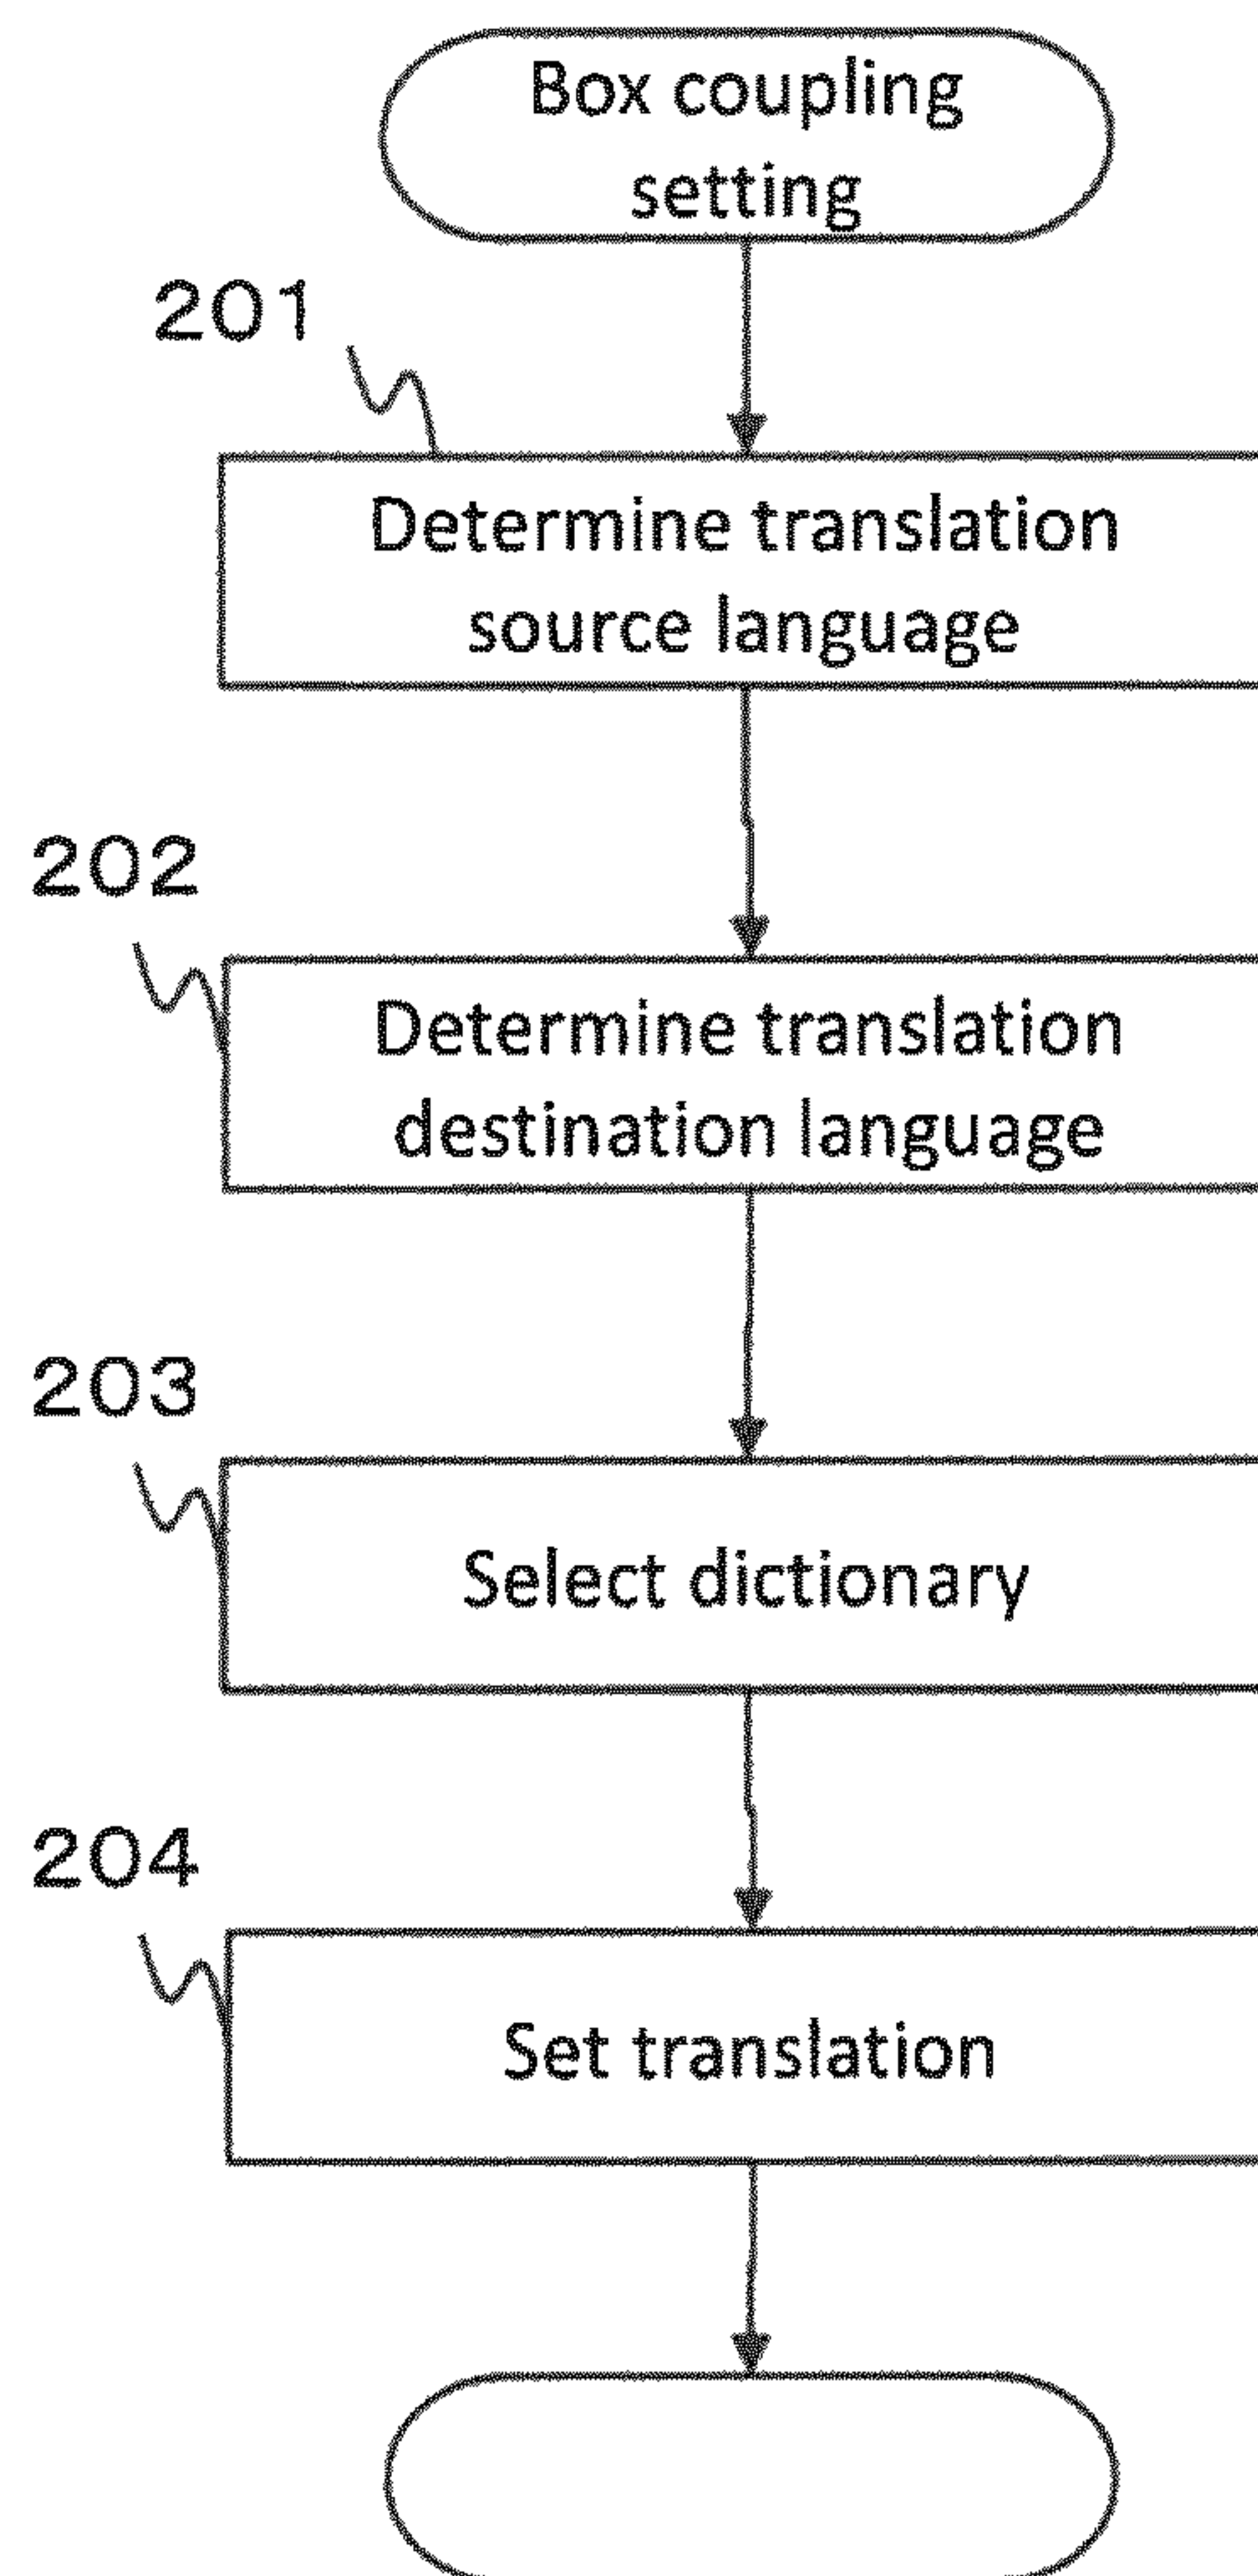 Box coupling
setting
201
Determine translation
source language
202
Determine translation
destination language
203
Select dictionary
204
Set translation